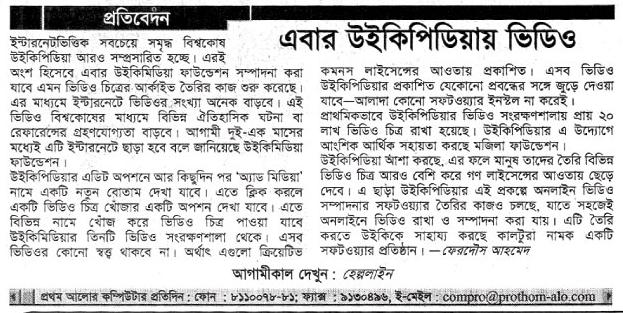 প্রতিবেদন
এবার উইকিপিডিয়ায় ভিডিও
ইন্টারনেটভিত্তিক সবচেয়ে সমৃদ্ধ বিশ্বকোষ
উইকিপিডিয়া আরও সম্প্রসারিত হচ্ছে। এরই
অংশ হিসেবে এবার উইকিমিডিয়া ফাউন্ডেশন সম্পাদনা করা
যাবে এমন ভিডিও চিত্রের আর্কাইভ তৈরির কাজ শুরু করেছে।
এর মাধ্যমে ইন্টারনেটে ভিডিওর সংখ্যা অনেক বাড়বে। এই
ভিডিও বিশ্বকোষের মাধ্যমে বিভিন্ন ঐতিহাসিক ঘটনা বা
রেফারেন্সের গ্রহণযোগ্যতা বাড়বে। আগামী দুই-এক মাসের
মধ্যেই এটি ইন্টারনেটে ছাড়া হবে বলে জানিয়েছে উইকিমিডিয়া
ফাউন্ডেশন।
উইকিপিডিয়ার এডিট অপশনে আর কিছুদিন পর ‘অ্যাড মিডিয়া’
নামে একটি নতুন বোতাম দেখা যাবে। এতে ক্লিক করলে
একটি ভিডিও চিত্র খোঁজার একটি অপশন দেখা যাবে। এতে
বিভিন্ন নামে খোঁজ করে ভিডিও চিত্র পাওয়া যাবে
উইকিমিডিয়ার তিনটি ভিডিও সংরক্ষণশালা থেকে। এসব
ভিডিওর কোনো স্বত্ব থাকবে না। অর্থাৎ এগুলো ক্রিয়েটিভ
কমনস লাইসেন্সের আওতায় প্রকাশিত। এসব ভিডিও
উইকিপিডিয়ার প্রকাশিত যেকোনো প্রবন্ধের সঙ্গে জুড়ে দেওয়া
যাবে—আলাদা কোনো সফটওয়্যার ইনস্টল না করেই।
প্রাথমিকভাবে উইকিপিডিয়ার ভিডিও সংরক্ষণশালায় প্রায় ২০
লাখ ভিডিও চিত্র রাখা হয়েছে। উইকিপিডিয়ার এ উদ্যোগে
আংশিক আর্থিক সহায়তা করছে মজিলা ফাউন্ডেশন।
উইকিপিডিয়া আঁশা করছে, এর ফলে মানুষ তাদের তৈরি বিভিন্ন
ভিডিও চিত্র আরও বেশি করে গণ লাইসেন্সের আওতায় ছেড়ে
দেবে। এ ছাড়া উইকিপিডিয়ার এই প্রকল্পে অনলাইন ভিডিও
সম্পাদনার সফটওয়্যার তৈরির কাজও চলছে, যাতে সহজেই
অনলাইনে ভিডিও রাখা ও সম্পাদনা করা যায়। এটি তৈরি
করতে উইকিকে সাহায্য করছে কালটুরা নামক একটি
সফটওয়্যার প্রতিষ্ঠান। —ফেরদৌস আহমেদ
আগামীকাল দেখুন : হেল্পলাইন
প্রথম আলোর কম্পিউটার প্রতিদিন : ফোন : ৮১১০০৭৮-৮১; ফ্যাক্স : ৯১৩০৪৯৬, ই-মেইল : compro@prothom-alo.com